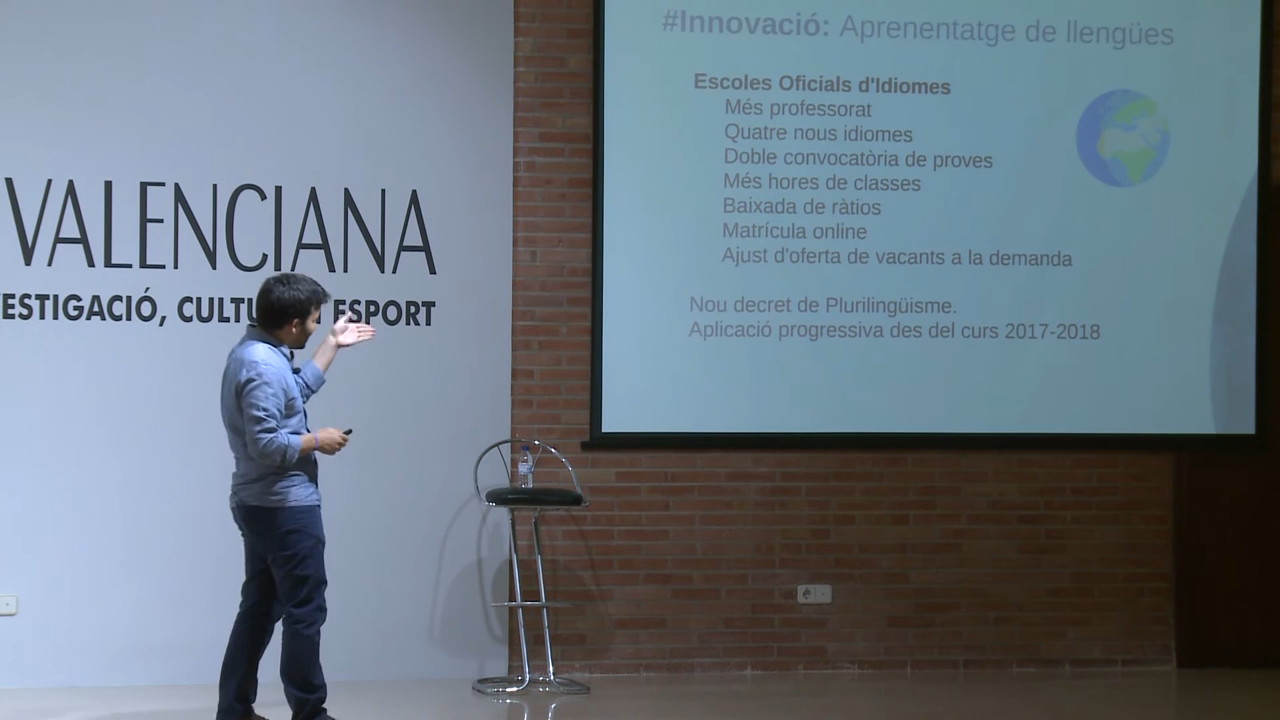 #Innovació: Aprenentatge de llengües
Escoles Oficials d'Idiomes
Més professorat
Quatre nous idiomes
Doble convocatòria de proves
Més hores de classes
Baixada de ràtios
Matrícula online
Ajust d'oferta de vacants a la demanda
Nou decret de Plurilingüisme.
Aplicació progressiva des del curs 2017-2018
VALENCIANA
ESPORT